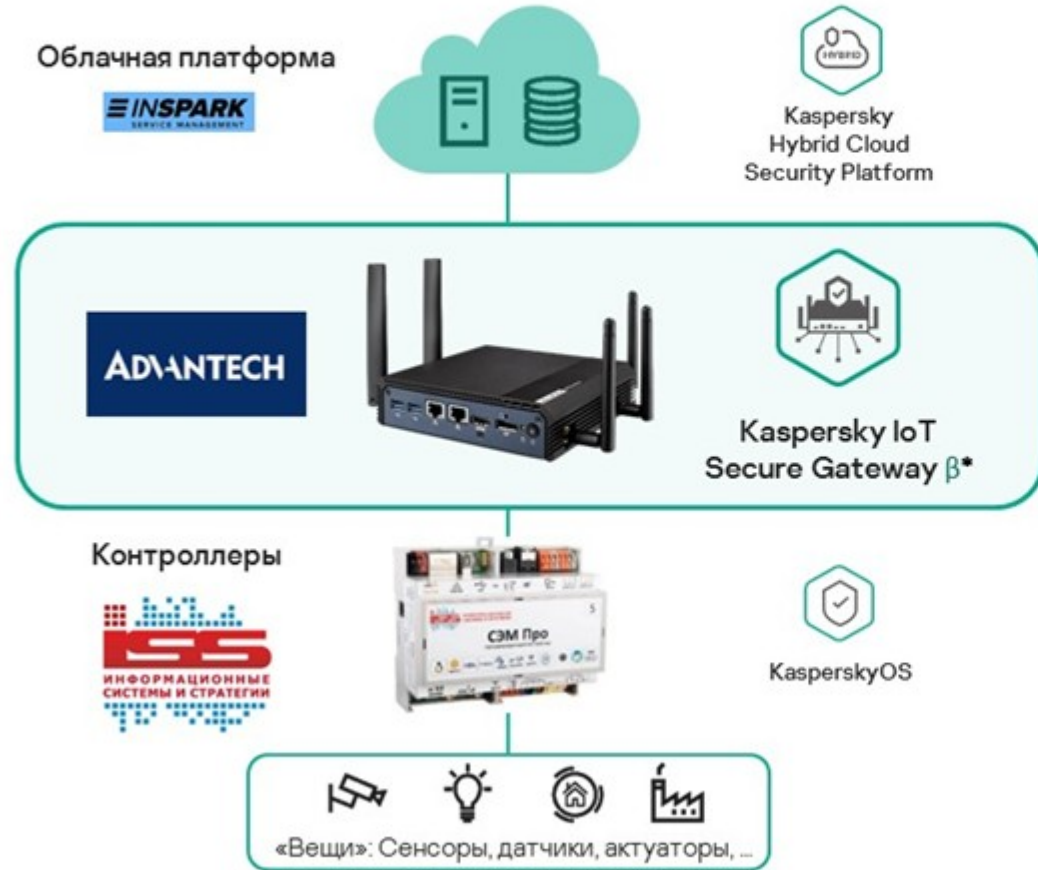 Облачная платформа
INSPARK
SERVICE MANAGEMENT
HYBRID
Kaspersky
Hybrid Cloud
Security Platform
ADVANTECH
Kaspersky IoT
Secure Gateway β*
Контроллеры
ISS
ИНФОРМАЦИОННЫЕ
СИСТЕМЫ И СТРАТЕГИИ
СЭМ Про
KasperskyOS
«Вещи»: Сенсоры, датчики, актуаторы, ...